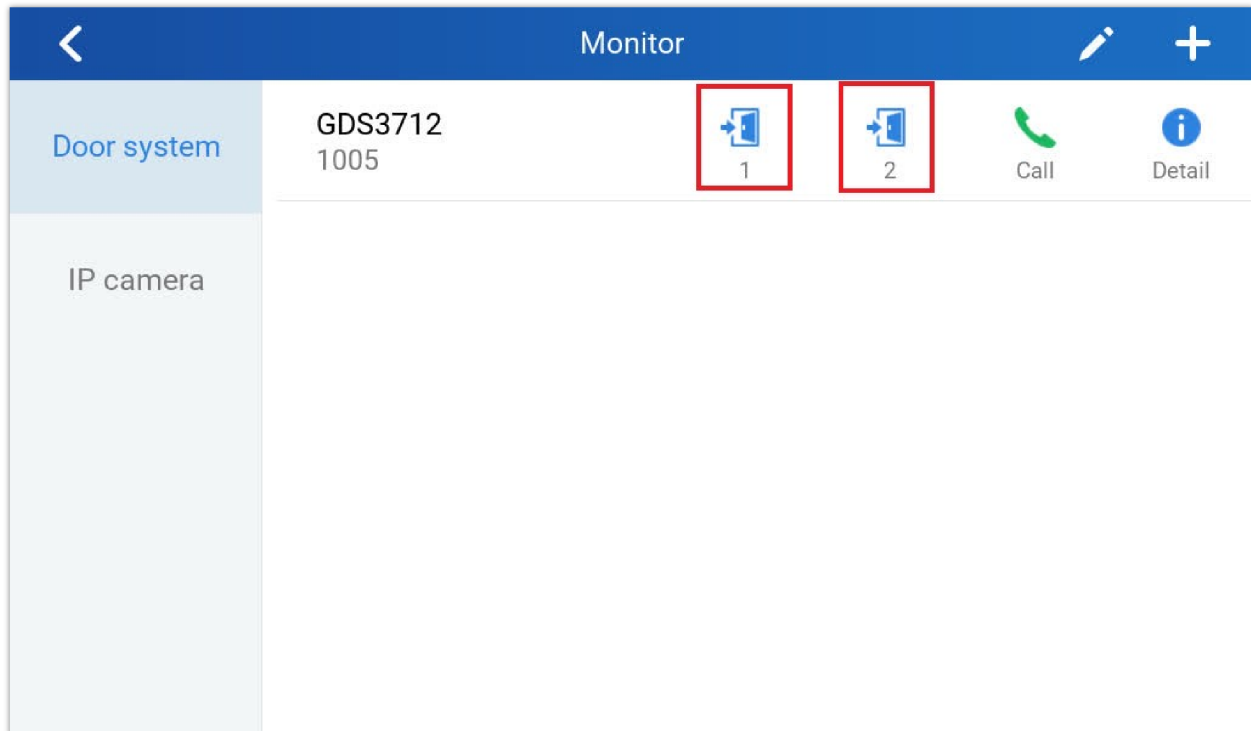 Monitor
Door system
GDS3712
1005
1
2
Call
Detail
IP camera